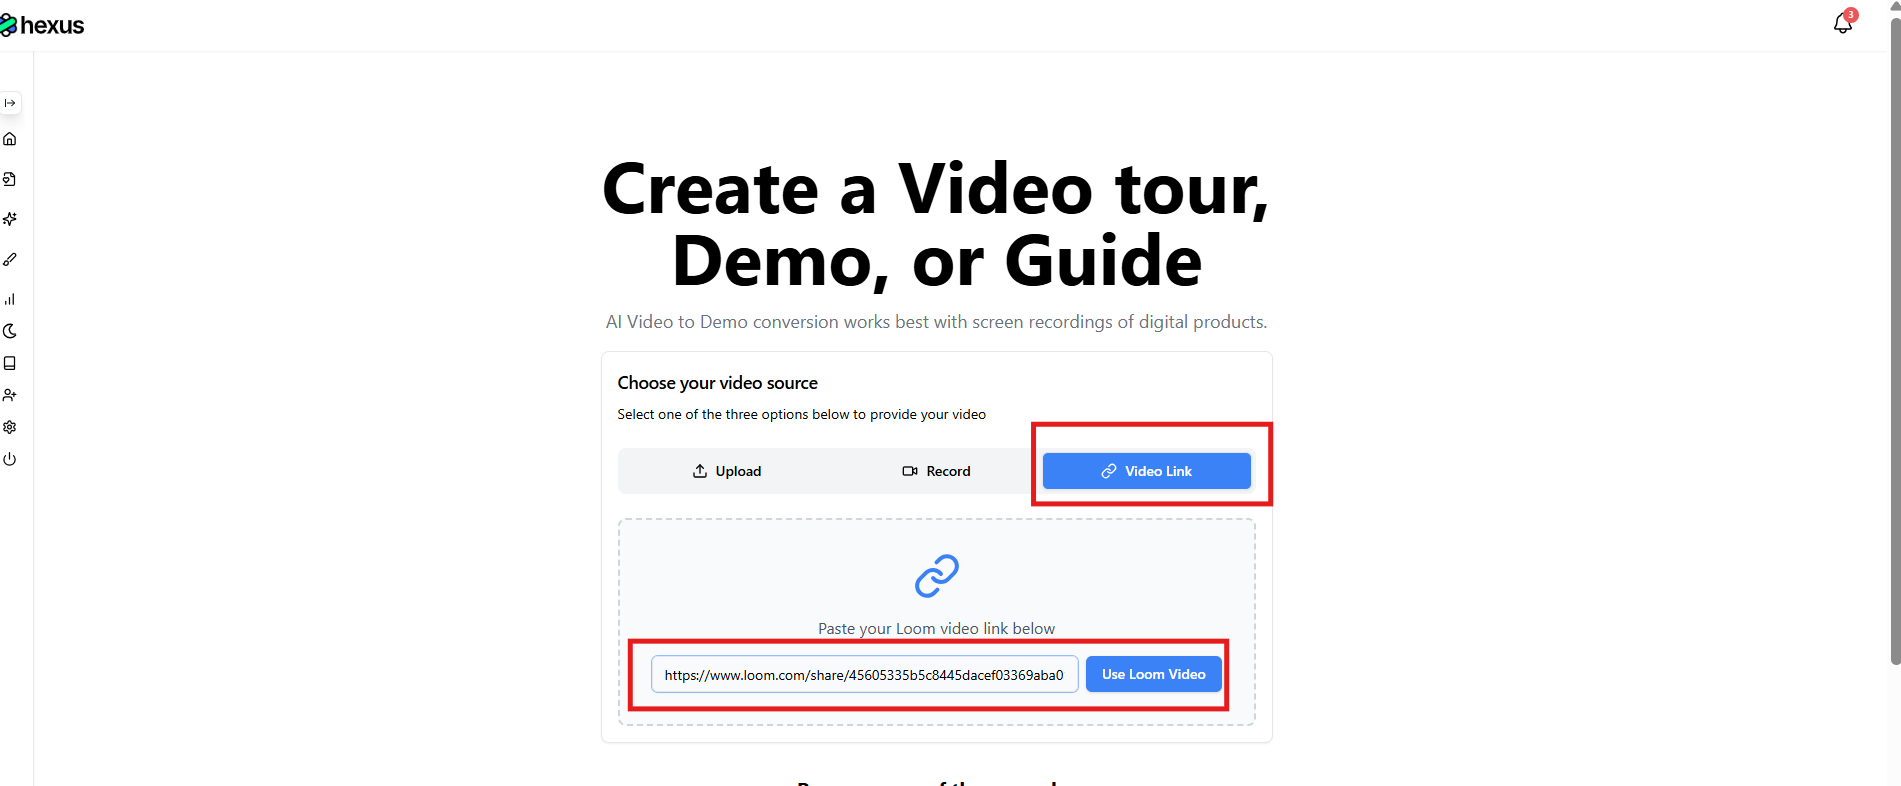 hexus
3
Create a Video tour,
Demo, or Guide
AI Video to Demo conversion works best with screen recordings of digital products.
Choose your video source
Select one of the three options below to provide your video
Upload
Record
Video Link
Paste your Loom video link below
https://www.loom.com/share/45605335b5c8445dacef03369aba0
Use Loom Video